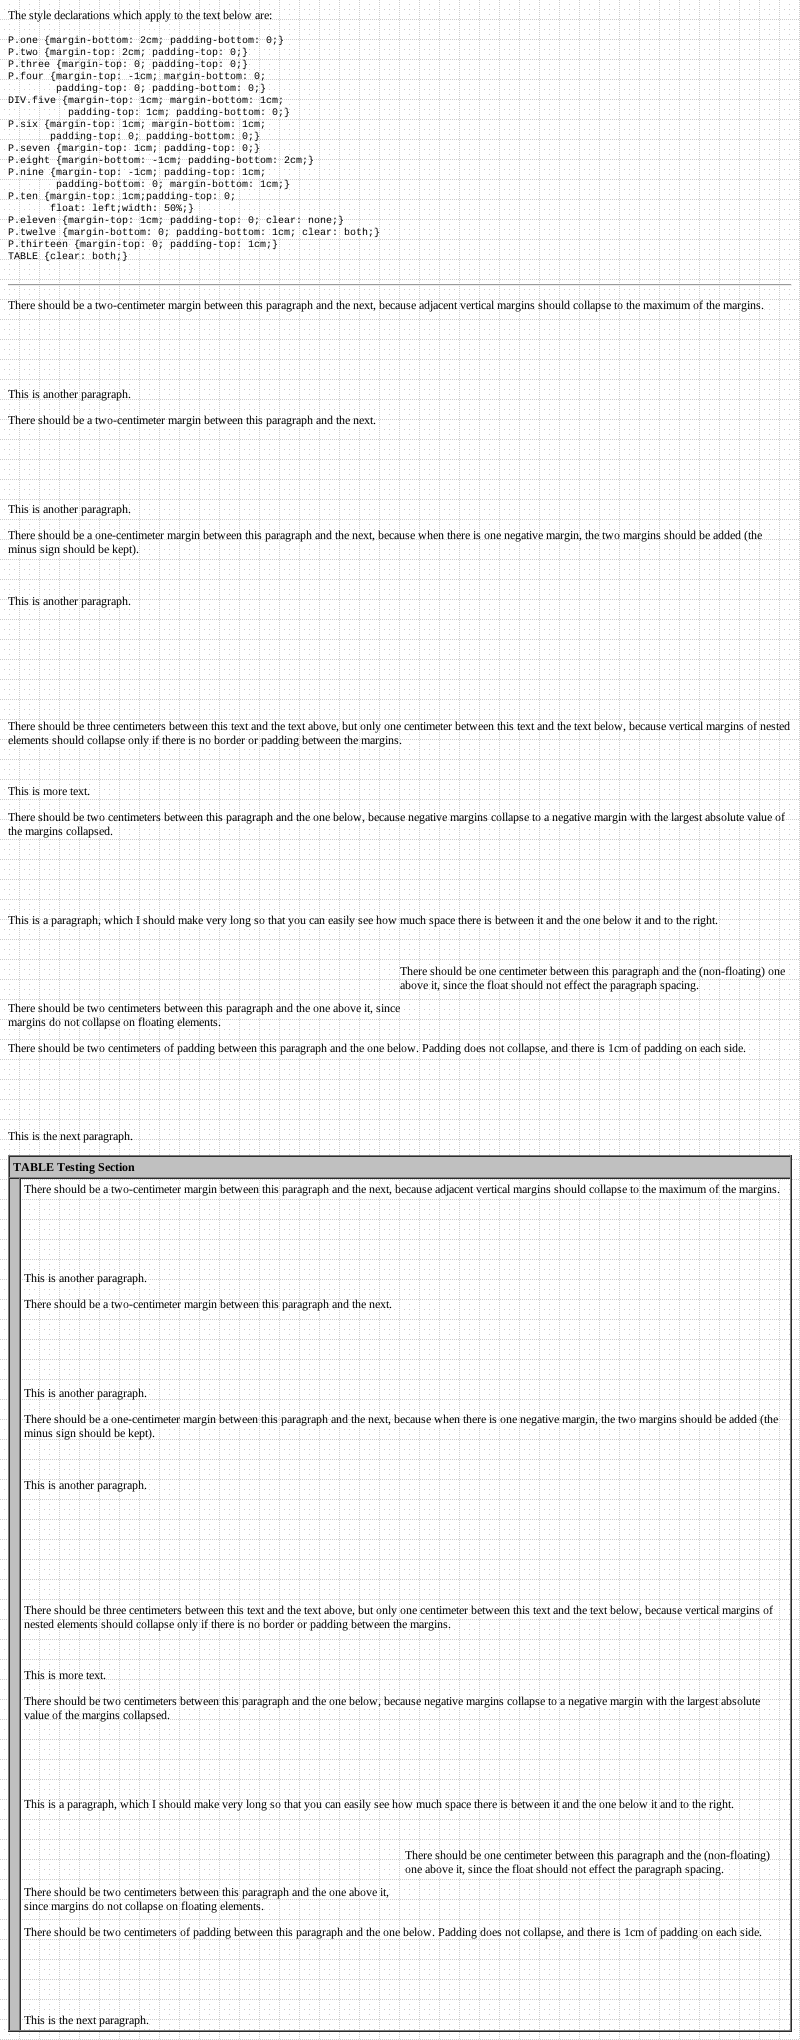 The style declarations which apply to the text below are:
P.one {margin-bottom: 2cm; padding-bottom: 0;}
P.two {margin-top: 2cm; padding-top: 0;}
P.three {margin-top: 0; padding-top: 0;}
P.four {margin-top: -1cm; margin-bottom: 0;
        padding-top: 0; padding-bottom: 0;}
DIV.five {margin-top: 1cm; margin-bottom: 1cm;
          padding-top: 1cm; padding-bottom: 0;}
P.six {margin-top: 1cm; margin-bottom: 1cm;
       padding-top: 0; padding-bottom: 0;}
P.seven {margin-top: 1cm; padding-top: 0;}
P.eight {margin-bottom: -1cm; padding-bottom: 2cm;}
P.nine {margin-top: -1cm; padding-top: 1cm;
        padding-bottom: 0; margin-bottom: 1cm;}
P.ten {margin-top: 1cm;padding-top: 0;
       float: left;width: 50%;}
P.eleven {margin-top: 1cm; padding-top: 0; clear: none;}
P.twelve {margin-bottom: 0; padding-bottom: 1cm; clear: both;}
P.thirteen {margin-top: 0; padding-top: 1cm;}
TABLE {clear: both;}
There should be a two-centimeter margin between this paragraph and the next, because adjacent vertical margins should collapse to the maximum of the margins.
This is another paragraph.
There should be a two-centimeter margin between this paragraph and the next.
This is another paragraph.
There should be a one-centimeter margin between this paragraph and the next, because when there is one negative margin, the two margins should be added (the
minus sign should be kept).
This is another paragraph.
There should be three centimeters between this text and the text above, but only one centimeter between this text and the text below, because vertical margins of nested
elements should collapse only if there is no border or padding between the margins.
This is more text.
There should be two centimeters between this paragraph and the one below, because negative margins collapse to a negative margin with the largest absolute value of
the margins collapsed.
This is a paragraph, which I should make very long so that you can easily see how much space there is between it and the one below it and to the right.
There should be one centimeter between this paragraph and the (non-floating) one
above it, since the float should not effect the paragraph spacing.
There should be two centimeters between this paragraph and the one above it, since
margins do not collapse on floating elements.
There should be two centimeters of padding between this paragraph and the one below. Padding does not collapse, and there is 1cm of padding on each side.
This is the next paragraph.
TABLE Testing Section
There should be a two-centimeter margin between this paragraph and the next, because adjacent vertical margins should collapse to the maximum of the margins.
This is another paragraph.
There should be a two-centimeter margin between this paragraph and the next.
This is another paragraph.
There should be a one-centimeter margin between this paragraph and the next, because when there is one negative margin, the two margins should be added (the
minus sign should be kept).
This is another paragraph.
There should be three centimeters between this text and the text above, but only one centimeter between this text and the text below, because vertical margins of
nested elements should collapse only if there is no border or padding between the margins.
This is more text.
There should be two centimeters between this paragraph and the one below, because negative margins collapse to a negative margin with the largest absolute
value of the margins collapsed.
This is a paragraph, which I should make very long so that you can easily see how much space there is between it and the one below it and to the right.
There should be one centimeter between this paragraph and the (non-floating)
one above it, since the float should not effect the paragraph spacing.
There should be two centimeters between this paragraph and the one above it,
since margins do not collapse on floating elements.
There should be two centimeters of padding between this paragraph and the one below. Padding does not collapse, and there is 1cm of padding on each side.
This is the next paragraph.